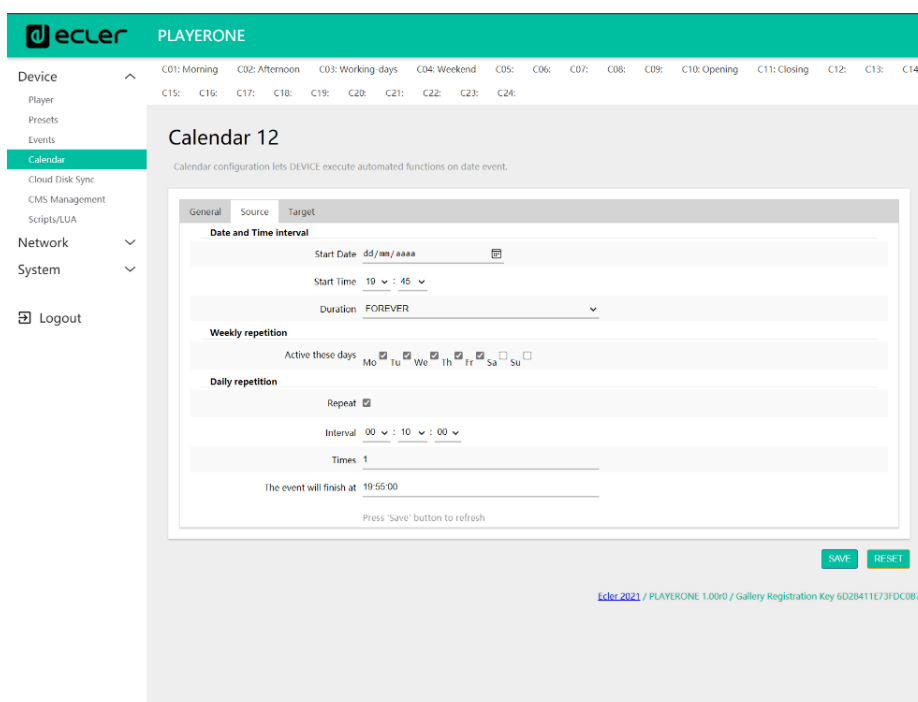 ecler PLAYERONE
Device
Player
Presets
Events
Calendar
Cloud Disk Sync
CMS Management
Scripts/LUA
Network
System
Logout
C01: Morning C02: Afternoon C03: Working-days C04: Weekend C05: C06: C07: C08: C09: C10: Opening C11: Closing C12: C13: C14
C15: C16: C17: C18: C19: C20: C21: C22: C23: C24:
Calendar 12
Calendar configuration lets DEVICE execute automated functions on date event.
General Source Target
Date and Time interval
Start Date dd/mm/aaaa
Start Time 19 : 45
Duration FOREVER
Weekly repetition
Active these days Mo Tu We Th Fr Sa Su
Daily repetition
Repeat
Interval 00 : 10 : 00
Times 1
The event will finish at 19:55:00
Press 'Save' button to refresh
SAVE RESET
Ecler 2021 / PLAYERONE 1.00r0 / Gallery Registration Key 6D2B411E73FDC0B7